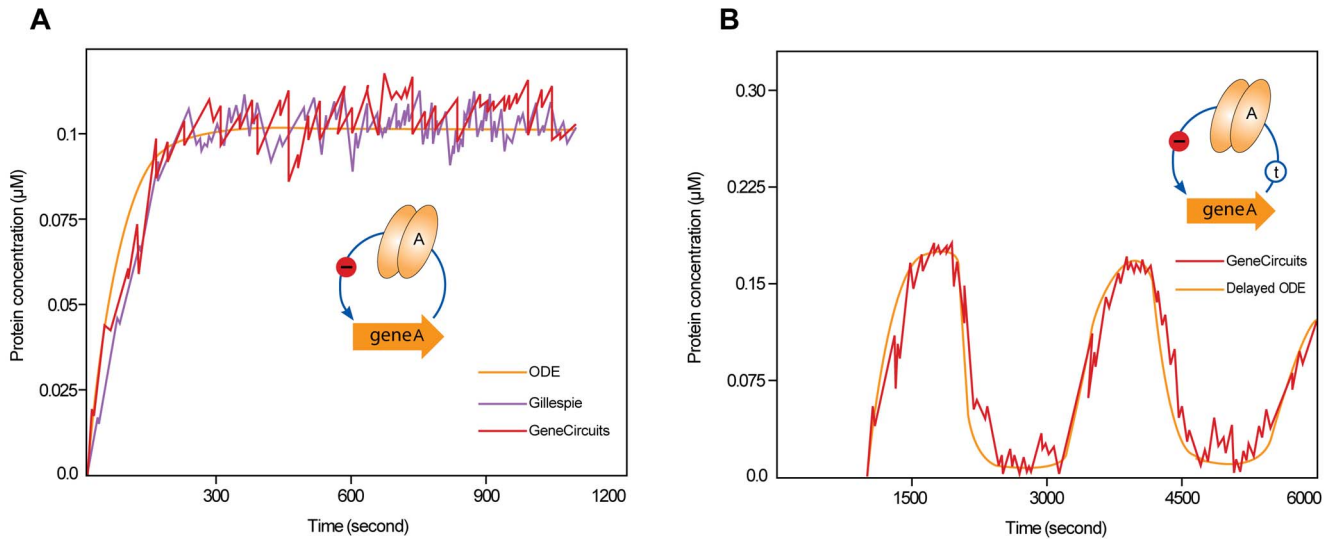 A
B
Protein concentration (µM)
0.1
0.075
0.05
0.025
0.0
300
600
900
1200
Time (second)
A
geneA
ODE
Gillespie
GeneCircuits
Protein concentration (µM)
0.30
0.225
0.15
0.075
0.0
1500
3000
4500
6000
Time (second)
A
t
geneA
GeneCircuits
Delayed ODE